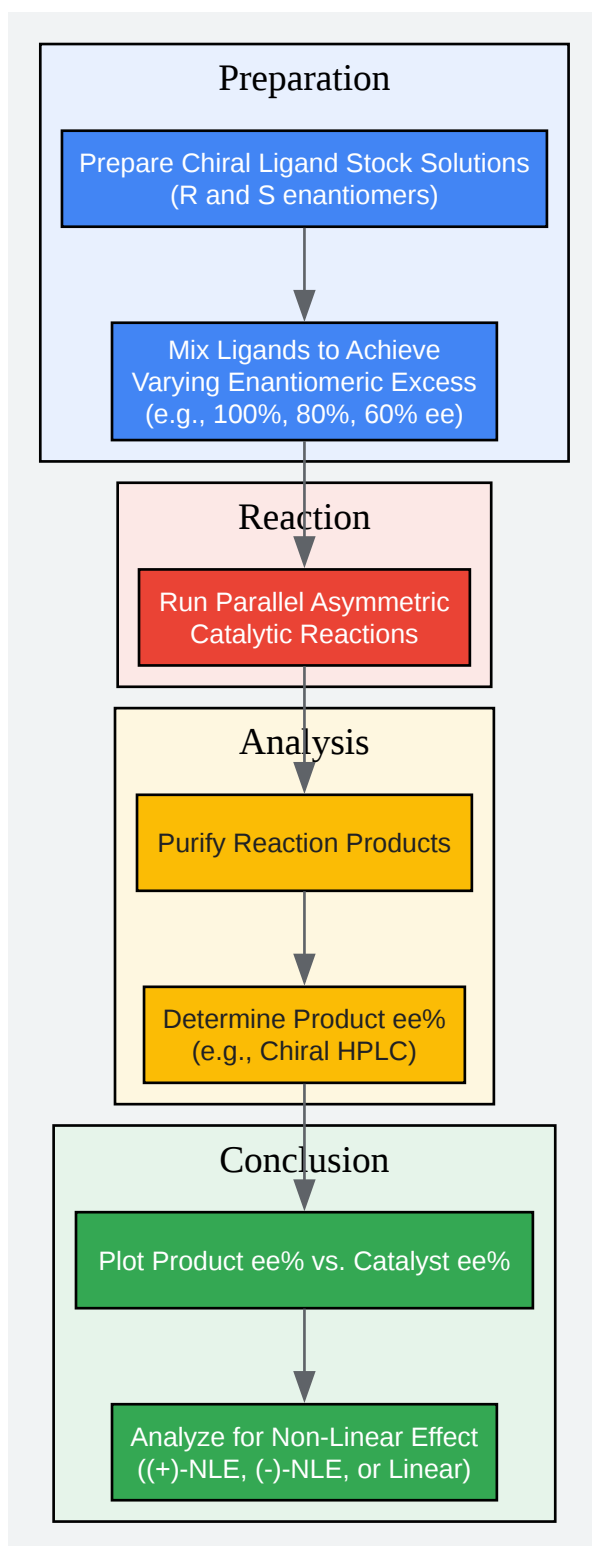 Preparation
Prepare Chiral Ligand Stock Solutions
(R and S enantiomers)
Mix Ligands to Achieve
Varying Enantiomeric Excess
(e.g., 100%, 80%, 60% ee)
Reaction
Run Parallel Asymmetric
Catalytic Reactions
Analysis
Purify Reaction Products
Determine Product ee%
(e.g., Chiral HPLC)
Conclusion
Plot Product ee% vs. Catalyst ee%
Analyze for Non-Linear Effect
((+)-NLE, (-)-NLE, or Linear)